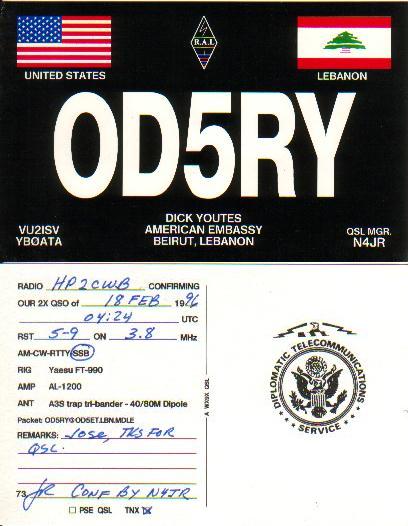 R.A.L
UNITED STATES
LEBANON
OD5RY
DICK YOUTES
VU2ISV AMERICAN EMBASSY QSL MGR.
YBØATA BEIRUT, LEBANON N4JR
RADIO HP2CWB CONFIRMING
OUR 2X QSO of 18 FEB 1996
04:24 UTC
RST 5-9 ON 3.8 MHz
AM-CW-RTTY-SSB
RIG Yaesu FT-990
AMP AL-1200
ANT A3S trap tri-bander - 40/80M Dipole
Packet: OD5RY@OD5ET.LBN.MDLE
REMARKS: Jose, TKS FOR
QSL.
73, JR CONF BY N4JR
PSE QSL TNX
A WX9X QSL
DIPLOMATIC TELECOMMUNICATIONS
SERVICE